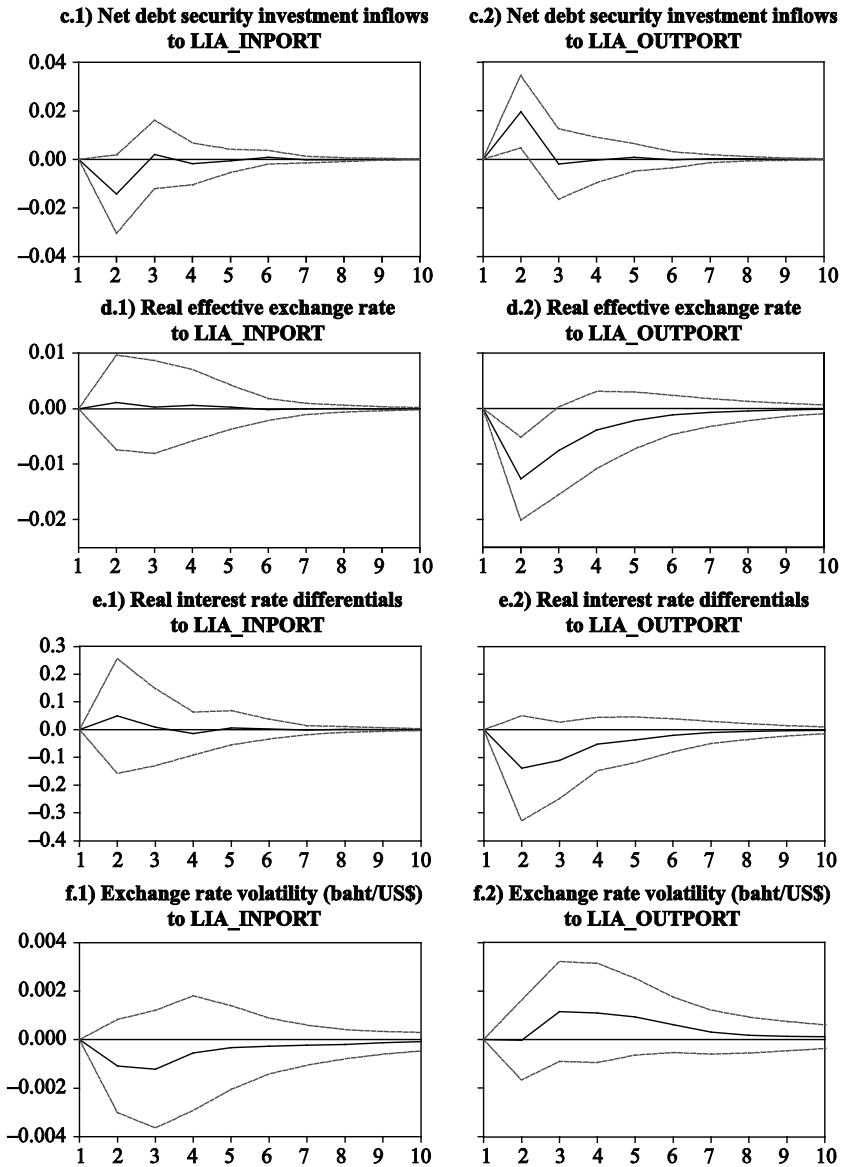 c.1) Net debt security investment inflows
to LIA_INPORT
c.2) Net debt security investment inflows
to LIA_OUTPORT
0.04
0.02
0.00
–0.02
–0.04
1 2 3 4 5 6 7 8 9 10
1 2 3 4 5 6 7 8 9 10
d.1) Real effective exchange rate
to LIA_INPORT
d.2) Real effective exchange rate
to LIA_OUTPORT
0.01
0.00
–0.01
–0.02
1 2 3 4 5 6 7 8 9 10
1 2 3 4 5 6 7 8 9 10
e.1) Real interest rate differentials
to LIA_INPORT
e.2) Real interest rate differentials
to LIA_OUTPORT
0.3
0.2
0.1
0.0
–0.1
–0.2
–0.3
–0.4
1 2 3 4 5 6 7 8 9 10
1 2 3 4 5 6 7 8 9 10
f.1) Exchange rate volatility (baht/US$)
to LIA_INPORT
f.2) Exchange rate volatility (baht/US$)
to LIA_OUTPORT
0.004
0.002
0.000
–0.002
–0.004
1 2 3 4 5 6 7 8 9 10
1 2 3 4 5 6 7 8 9 10